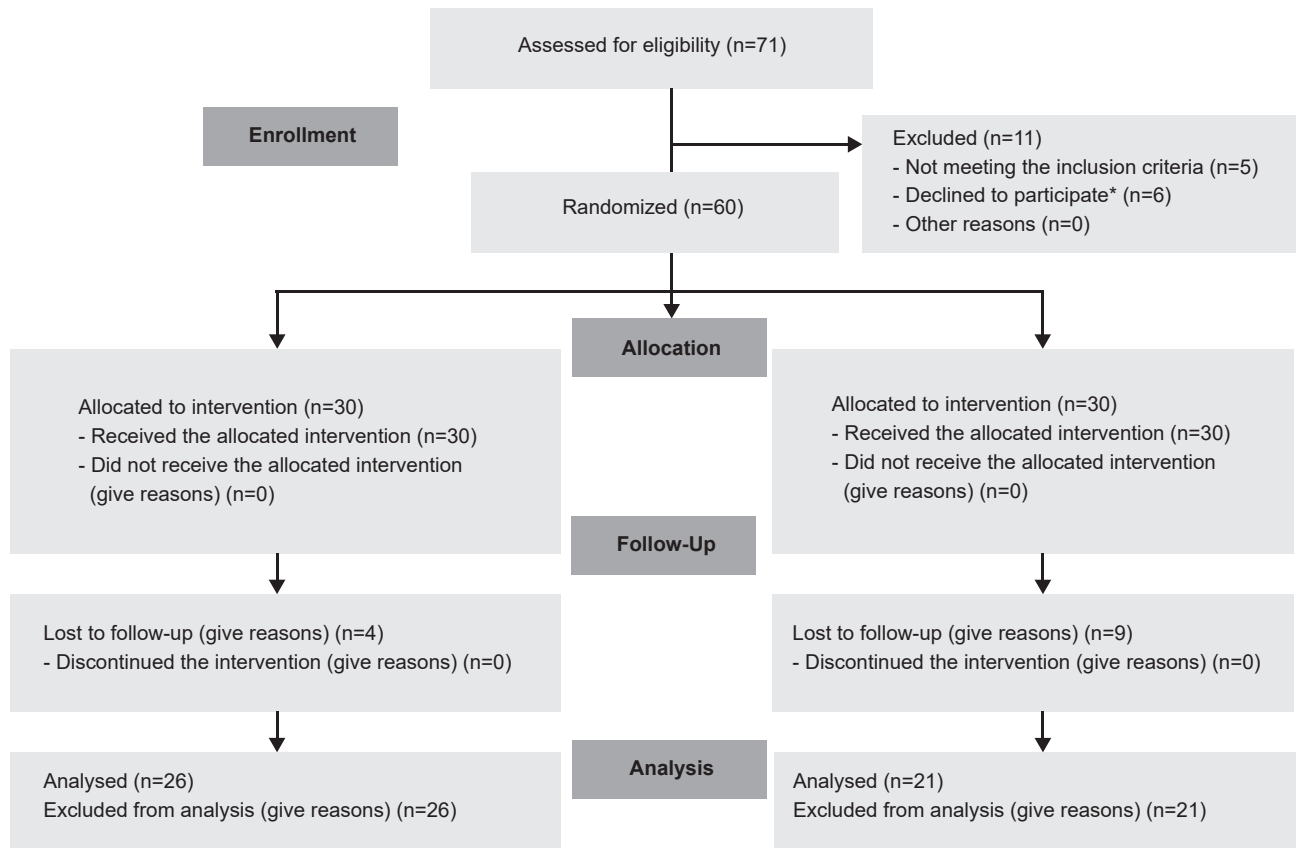 Assessed for eligibility (n=71)
Enrollment
Excluded (n=11)
- Not meeting the inclusion criteria (n=5)
- Declined to participate* (n=6)
- Other reasons (n=0)
Randomized (n=60)
Allocation
Allocated to intervention (n=30)
- Received the allocated intervention (n=30)
- Did not receive the allocated intervention
(give reasons) (n=0)
Allocated to intervention (n=30)
- Received the allocated intervention (n=30)
- Did not receive the allocated intervention
(give reasons) (n=0)
Follow-Up
Lost to follow-up (give reasons) (n=4)
- Discontinued the intervention (give reasons) (n=0)
Lost to follow-up (give reasons) (n=9)
- Discontinued the intervention (give reasons) (n=0)
Analysis
Analysed (n=26)
Excluded from analysis (give reasons) (n=26)
Analysed (n=21)
Excluded from analysis (give reasons) (n=21)